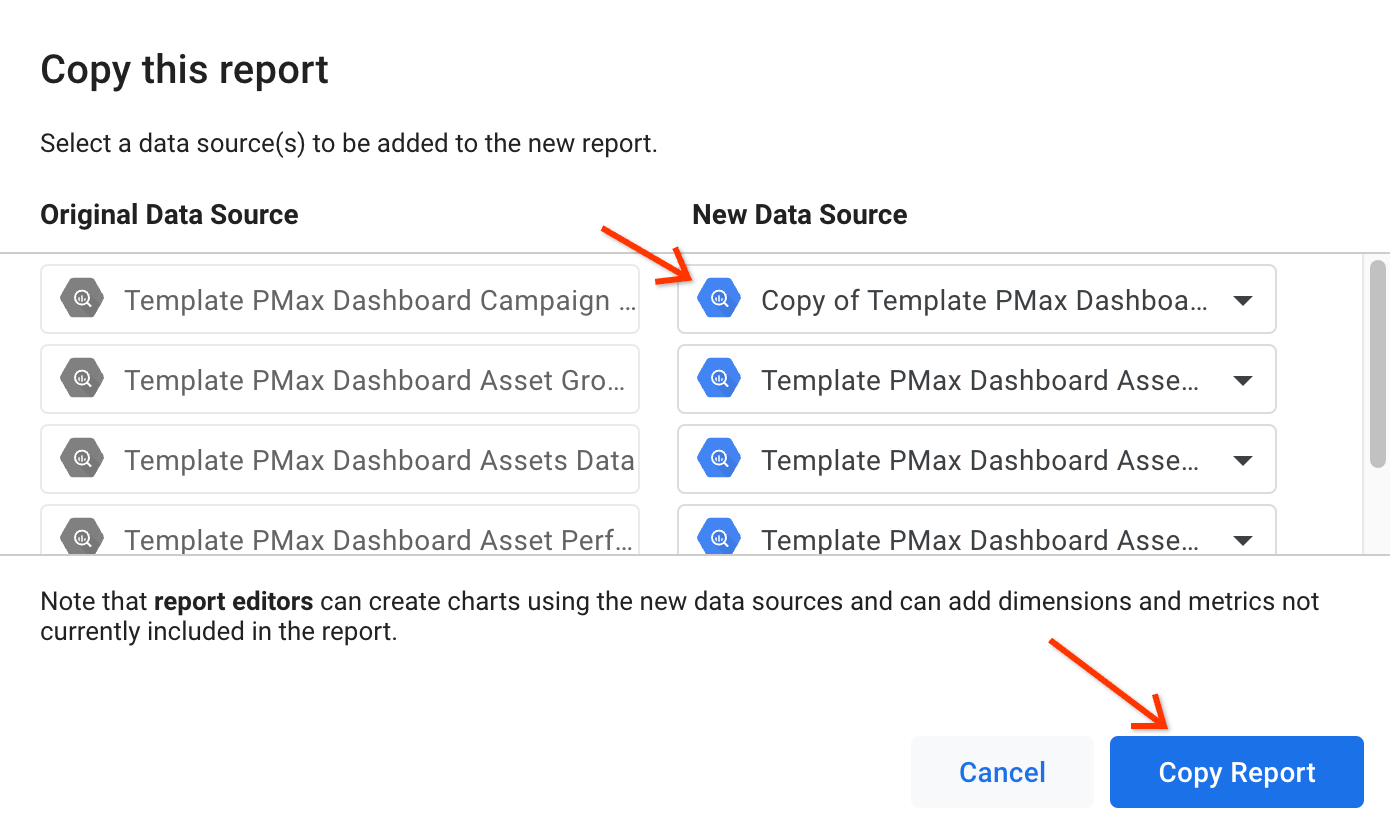 Copy this report
Select a data source(s) to be added to the new report.
Original Data Source
New Data Source
Template PMax Dashboard Campaign ...
Copy of Template PMax Dashboa...
Template PMax Dashboard Asset Gro...
Template PMax Dashboard Asse...
Template PMax Dashboard Assets Data
Template PMax Dashboard Asse...
Template PMax Dashboard Asset Perf...
Template PMax Dashboard Asse...
Note that report editors can create charts using the new data sources and can add dimensions and metrics not
currently included in the report.
Cancel
Copy Report